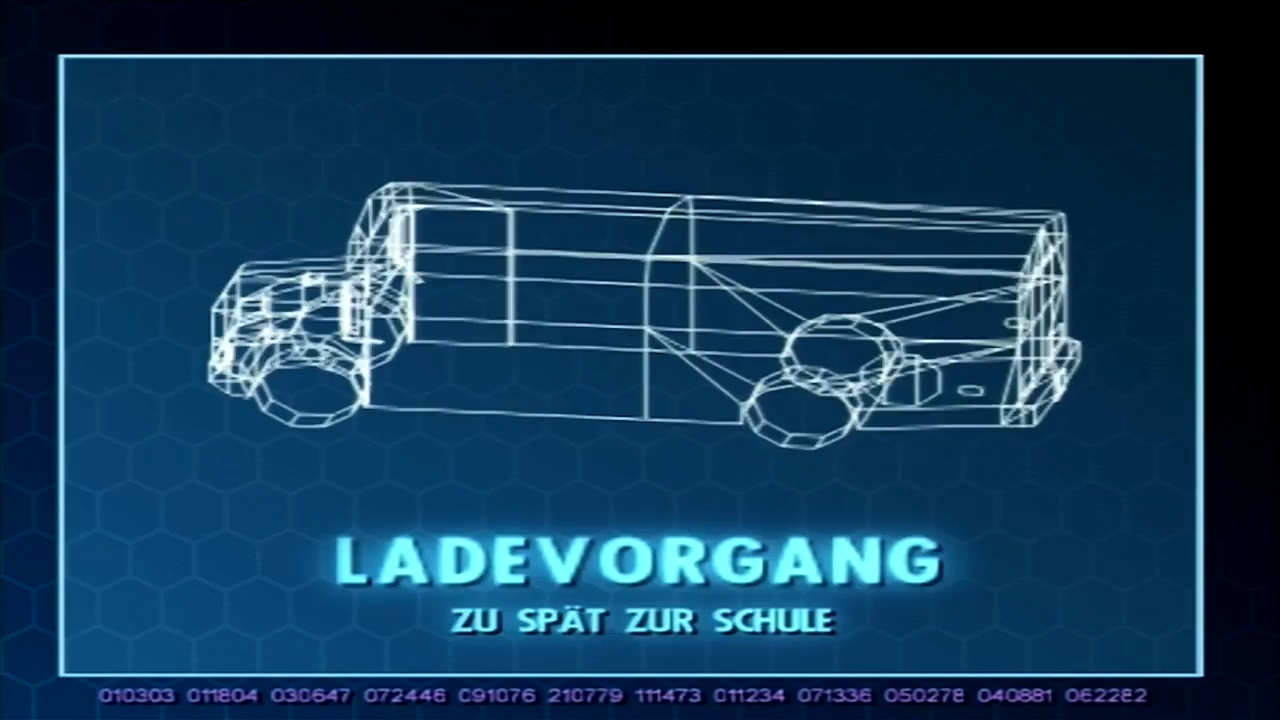 LADEVORGANG
ZU SPÄT ZUR SCHULE
010303 011804 030647 072446 091076 210779 111473 011234 071336 050278 040881 062282